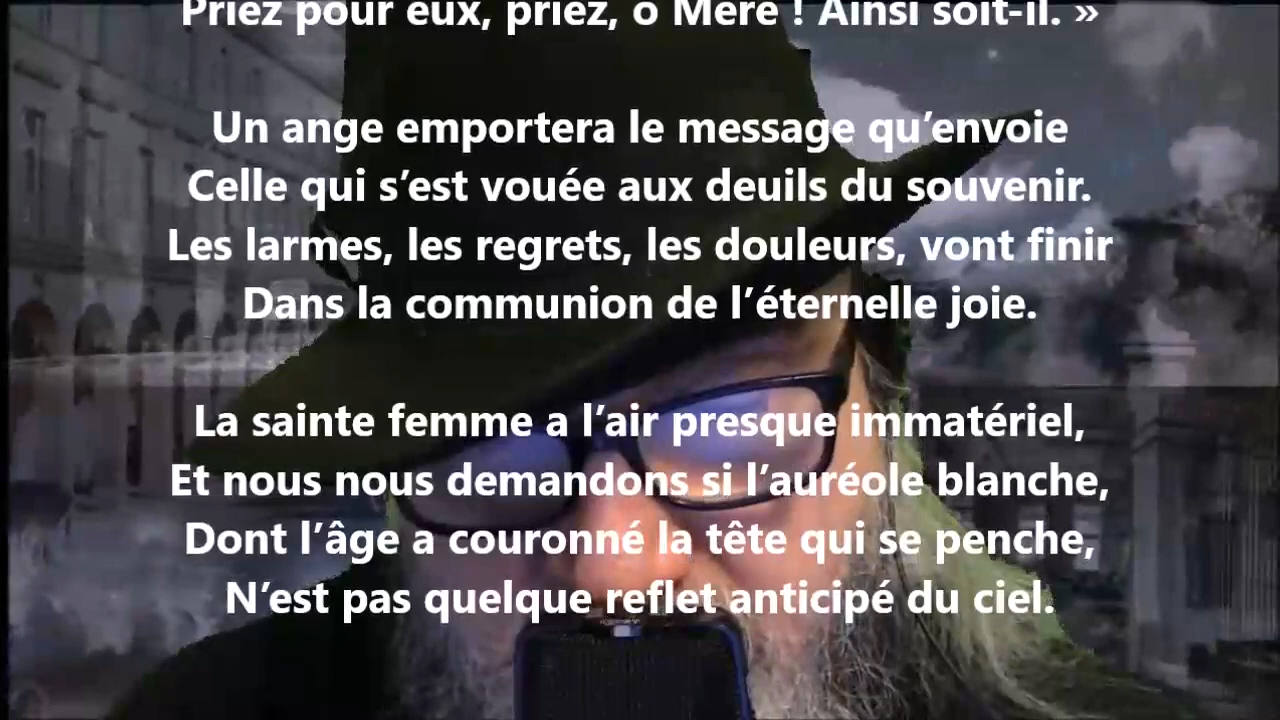 Priez pour eux, priez, ô Mère ! Ainsi soit-il. »
Un ange emportera le message qu’envoie
Celle qui s’est vouée aux deuils du souvenir.
Les larmes, les regrets, les douleurs, vont finir
Dans la communion de l’éternelle joie.
La sainte femme a l’air presque immatériel,
Et nous nous demandons si l’auréole blanche,
Dont l’âge a couronné la tête qui se penche,
N’est pas quelque reflet anticipé du ciel.